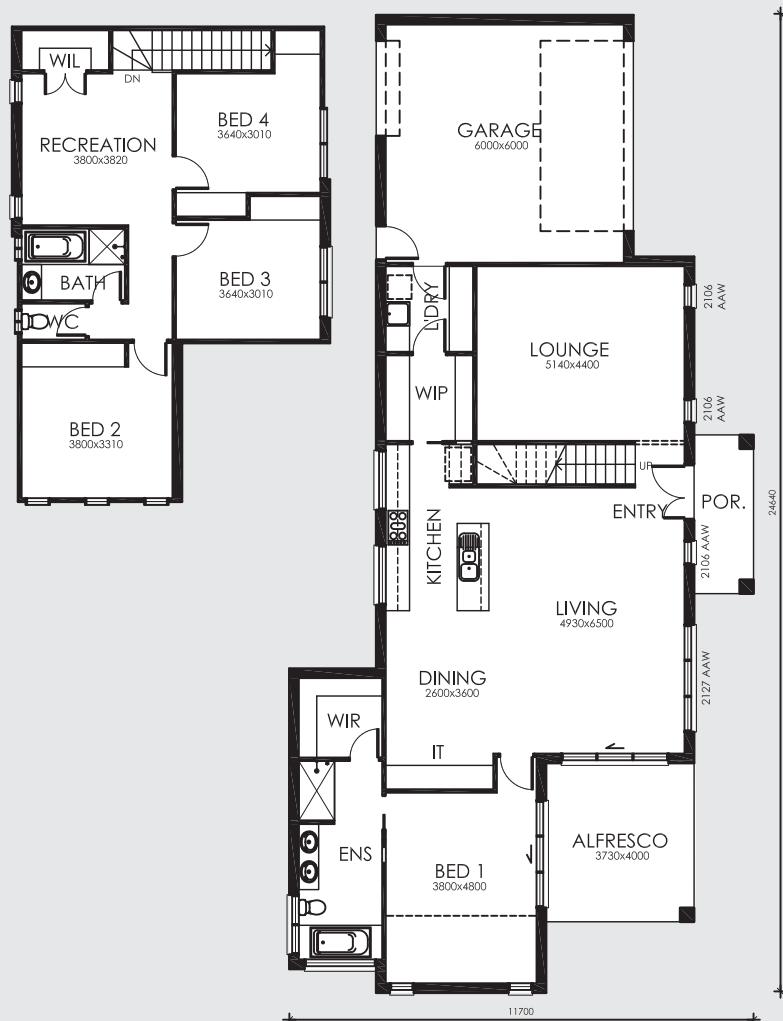 WIL
DN
RECREATION
3800x3820
BED 4
3640x3010
BATH
WC
BED 3
3640x3010
BED 2
3800x3310
GARAGE
6000x6000
L'DRY
WIP
LOUNGE
5140x4400
2106
AAW
2106
AAW
UP
ENTRY
POR.
2106 AAW
KITCHEN
LIVING
4930x6500
2127 AAW
DINING
2600x3600
WIR
IT
ENS
BED 1
3800x4800
ALFRESCO
3730x4000
24640
11700